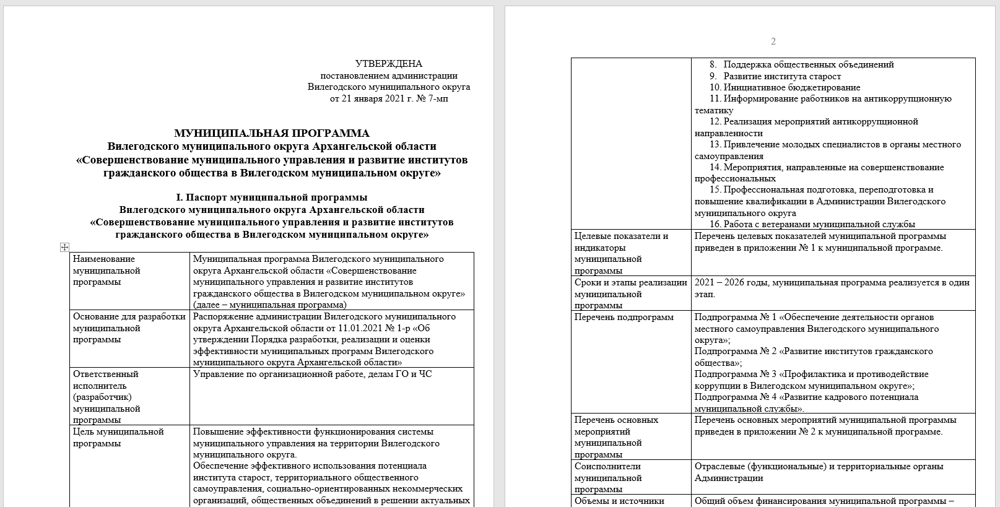 УТВЕРЖДЕНА
постановлением администрации
Вилегодского муниципального округа
от 21 января 2021 г. № 7-мп
МУНИЦИПАЛЬНАЯ ПРОГРАММА
Вилегодского муниципального округа Архангельской области
«Совершенствование муниципального управления и развитие институтов
гражданского общества в Вилегодском муниципальном округе»
I. Паспорт муниципальной программы
Вилегодского муниципального округа Архангельской области
«Совершенствование муниципального управления и развитие институтов
гражданского общества в Вилегодском муниципальном округе»
Наименование
муниципальной
программы
Муниципальная программа Вилегодского муниципального
округа Архангельской области «Совершенствование
муниципального управления и развитие институтов
гражданского общества в Вилегодском муниципальном округе»
(далее – муниципальная программа)
Основание для разработки
муниципальной
программы
Распоряжение администрации Вилегодского муниципального
округа Архангельской области от 11.01.2021 № 1-р «Об
утверждении Порядка разработки, реализации и оценки
эффективности муниципальных программ Вилегодского
муниципального округа Архангельской области»
Ответственный
исполнитель
(разработчик)
муниципальной
программы
Управление по организационной работе, делам ГО и ЧС
Цель муниципальной
программы
Повышение эффективности функционирования системы
муниципального управления на территории Вилегодского
муниципального округа.
Обеспечение эффективного использования потенциала
института старост, территориального общественного
самоуправления, социально-ориентированных некоммерческих
организаций, общественных объединений в решении актуальных
2
8. Поддержка общественных объединений
9. Развитие института старост
10. Инициативное бюджетирование
11. Информирование работников на антикоррупционную
тематику
12. Реализация мероприятий антикоррупционной
направленности
13. Привлечение молодых специалистов в органы местного
самоуправления
14. Мероприятия, направленные на совершенствование
профессиональных
15. Профессиональная подготовка, переподготовка и
повышение квалификации в Администрации Вилегодского
муниципального округа
16. Работа с ветеранами муниципальной службы
Целевые показатели и
индикаторы
муниципальной
программы
Перечень целевых показателей муниципальной программы
приведен в приложении № 1 к муниципальной программе.
Сроки и этапы реализации
муниципальной
программы
2021 – 2026 годы, муниципальная программа реализуется в один
этап.
Перечень подпрограмм
Подпрограмма № 1 «Обеспечение деятельности органов
местного самоуправления Вилегодского муниципального
округа»;
Подпрограмма № 2 «Развитие институтов гражданского
общества»;
Подпрограмма № 3 «Профилактика и противодействие
коррупции в Вилегодском муниципальном округе»;
Подпрограмма № 4 «Развитие кадрового потенциала
муниципальной службы».
Перечень основных
мероприятий
муниципальной
программы
Перечень основных мероприятий муниципальной программы
приведен в приложении № 2 к муниципальной программе.
Соисполнители
муниципальной
программы
Отраслевые (функциональные) и территориальные органы
Администрации
Объемы и источники
Общий объем финансирования муниципальной программы –